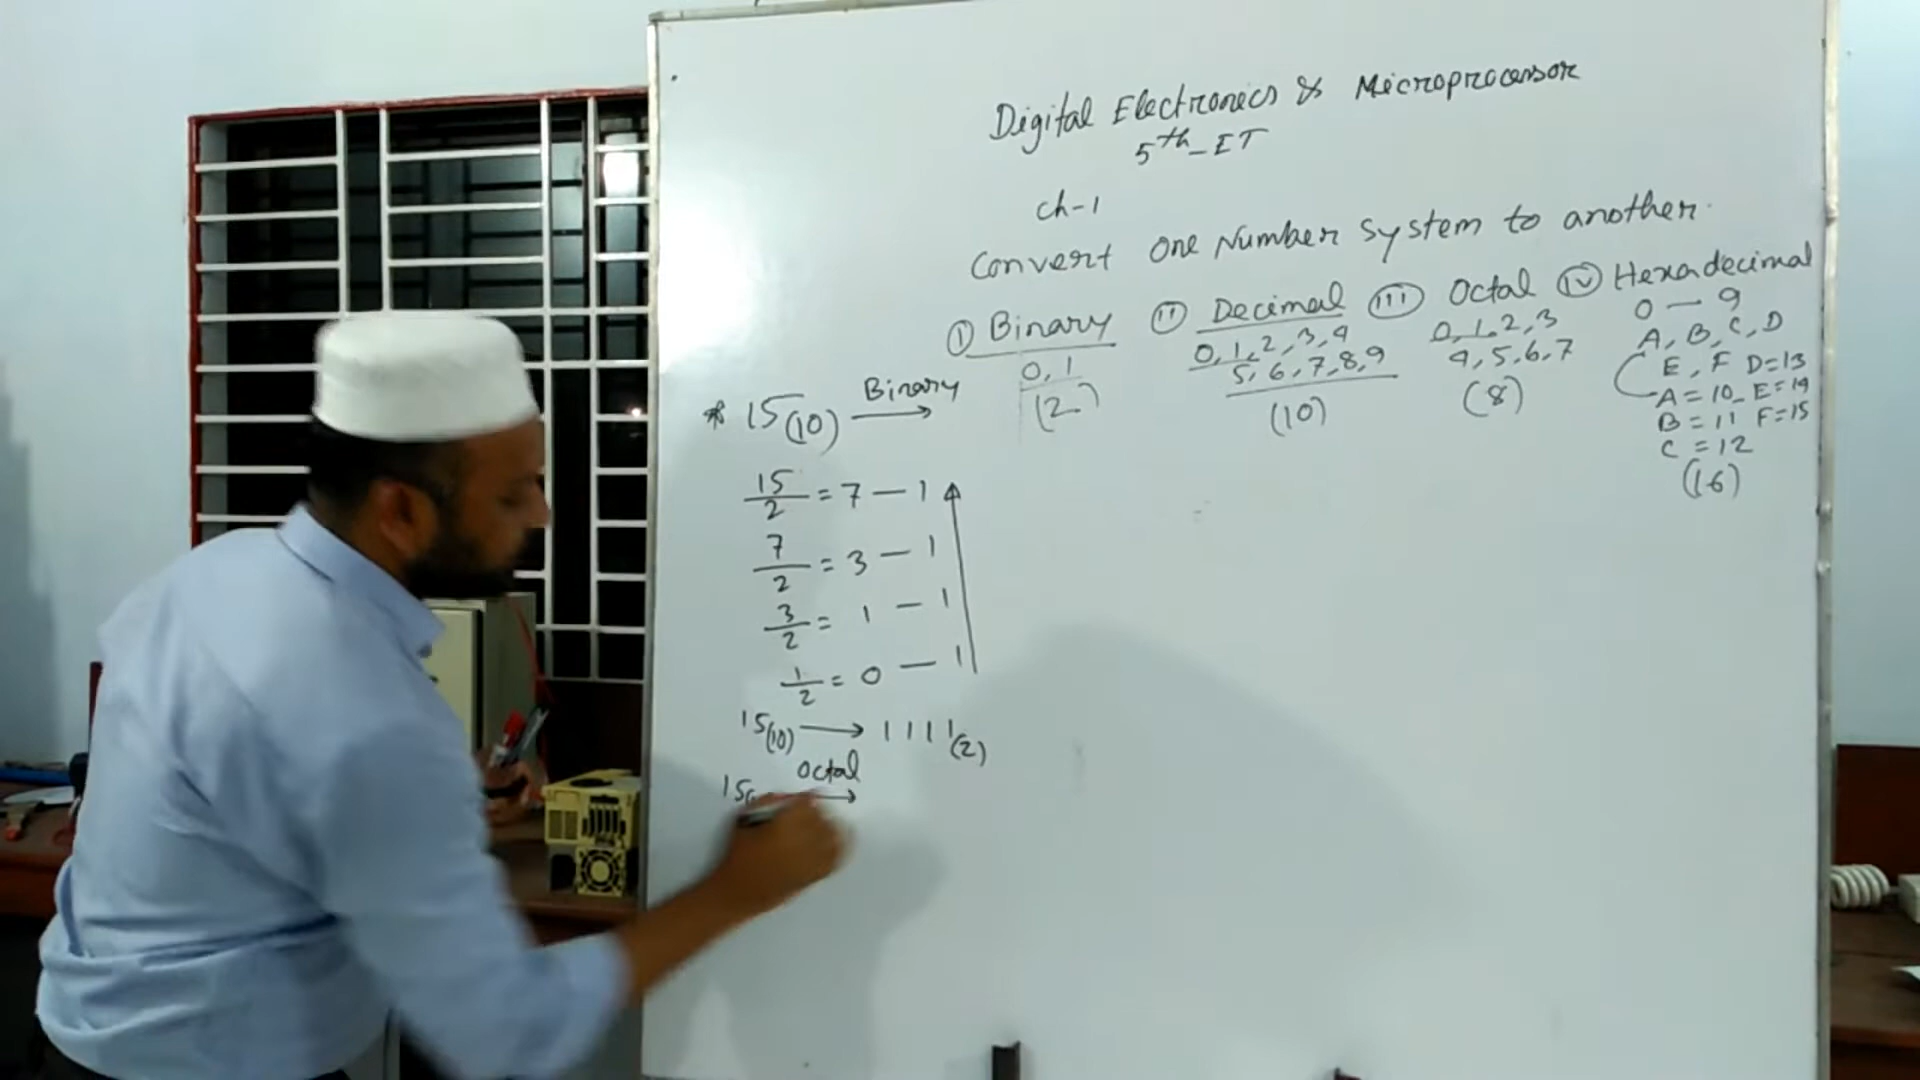 Digital Electronics & Microprocessor
5th - ET
ch-1
Convert One Number System to another.
(i) Binary (ii) Decimal (iii) Octal (iv) Hexadecimal
0, 1
(2)
0, 1, 2, 3, 4
5, 6, 7, 8, 9
(10)
0, 1, 2, 3
4, 5, 6, 7
(8)
0 — 9
A, B, C, D
E, F D=13
A = 10 E=14
B = 11 F=15
C = 12
(16)
* 15(10) Binary →
15/2 = 7 — 1
7/2 = 3 — 1
3/2 = 1 — 1
1/2 = 0 — 1
15(10) → 1111(2)
Octal
15( →